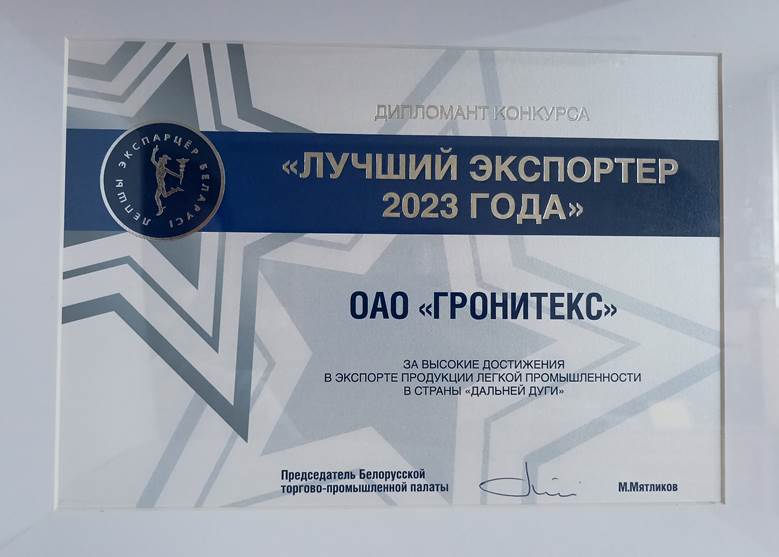 ДИПЛОМАНТ КОНКУРСА
ЛЕПШЫ ЭКСПАРЦЁР БЕЛАРУСІ
«ЛУЧШИЙ ЭКСПОРТЕР
2023 ГОДА»
ОАО «ГРОНИТЕКС»
ЗА ВЫСОКИЕ ДОСТИЖЕНИЯ
В ЭКСПОРТЕ ПРОДУКЦИИ ЛЕГКОЙ ПРОМЫШЛЕННОСТИ
В СТРАНЫ «ДАЛЬНЕЙ ДУГИ»
Председатель Белорусской
торгово-промышленной палаты
М.Мятликов